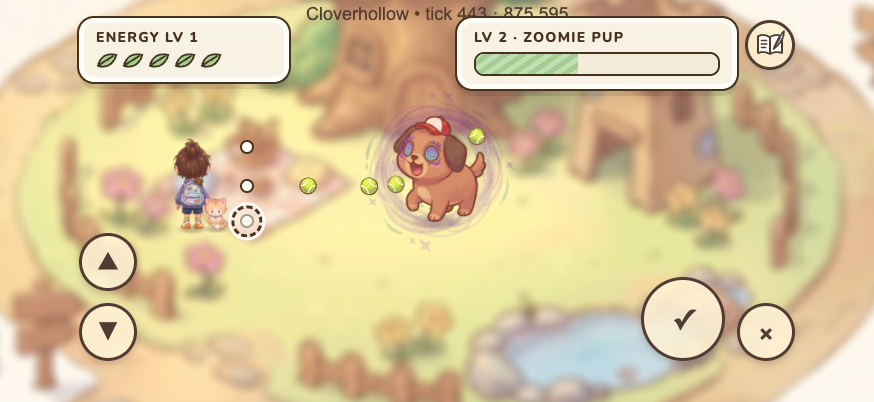 Cloverhollow • tick 443 · 875,595
ENERGY LV 1
LV 2 · ZOOMIE PUP